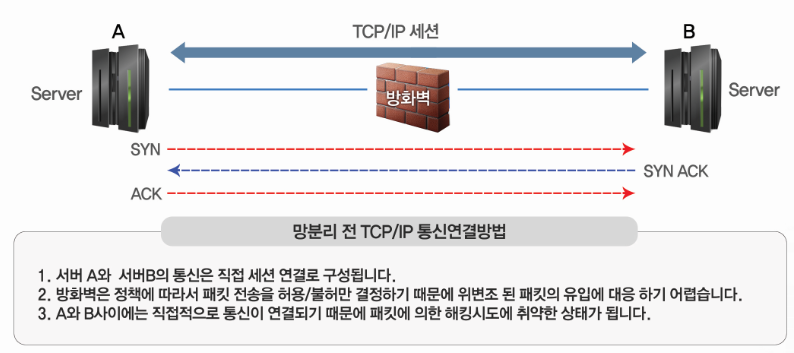 A
TCP/IP 세션
B
Server
방화벽
Server
SYN
SYN ACK
ACK
망분리 전 TCP/IP 통신연결방법
1. 서버 A와 서버B의 통신은 직접 세션 연결로 구성됩니다.
2. 방화벽은 정책에 따라서 패킷 전송을 허용/불허만 결정하기 때문에 위변조 된 패킷의 유입에 대응 하기 어렵습니다.
3. A와 B사이에는 직접적으로 통신이 연결되기 때문에 패킷에 의한 해킹시도에 취약한 상태가 됩니다.